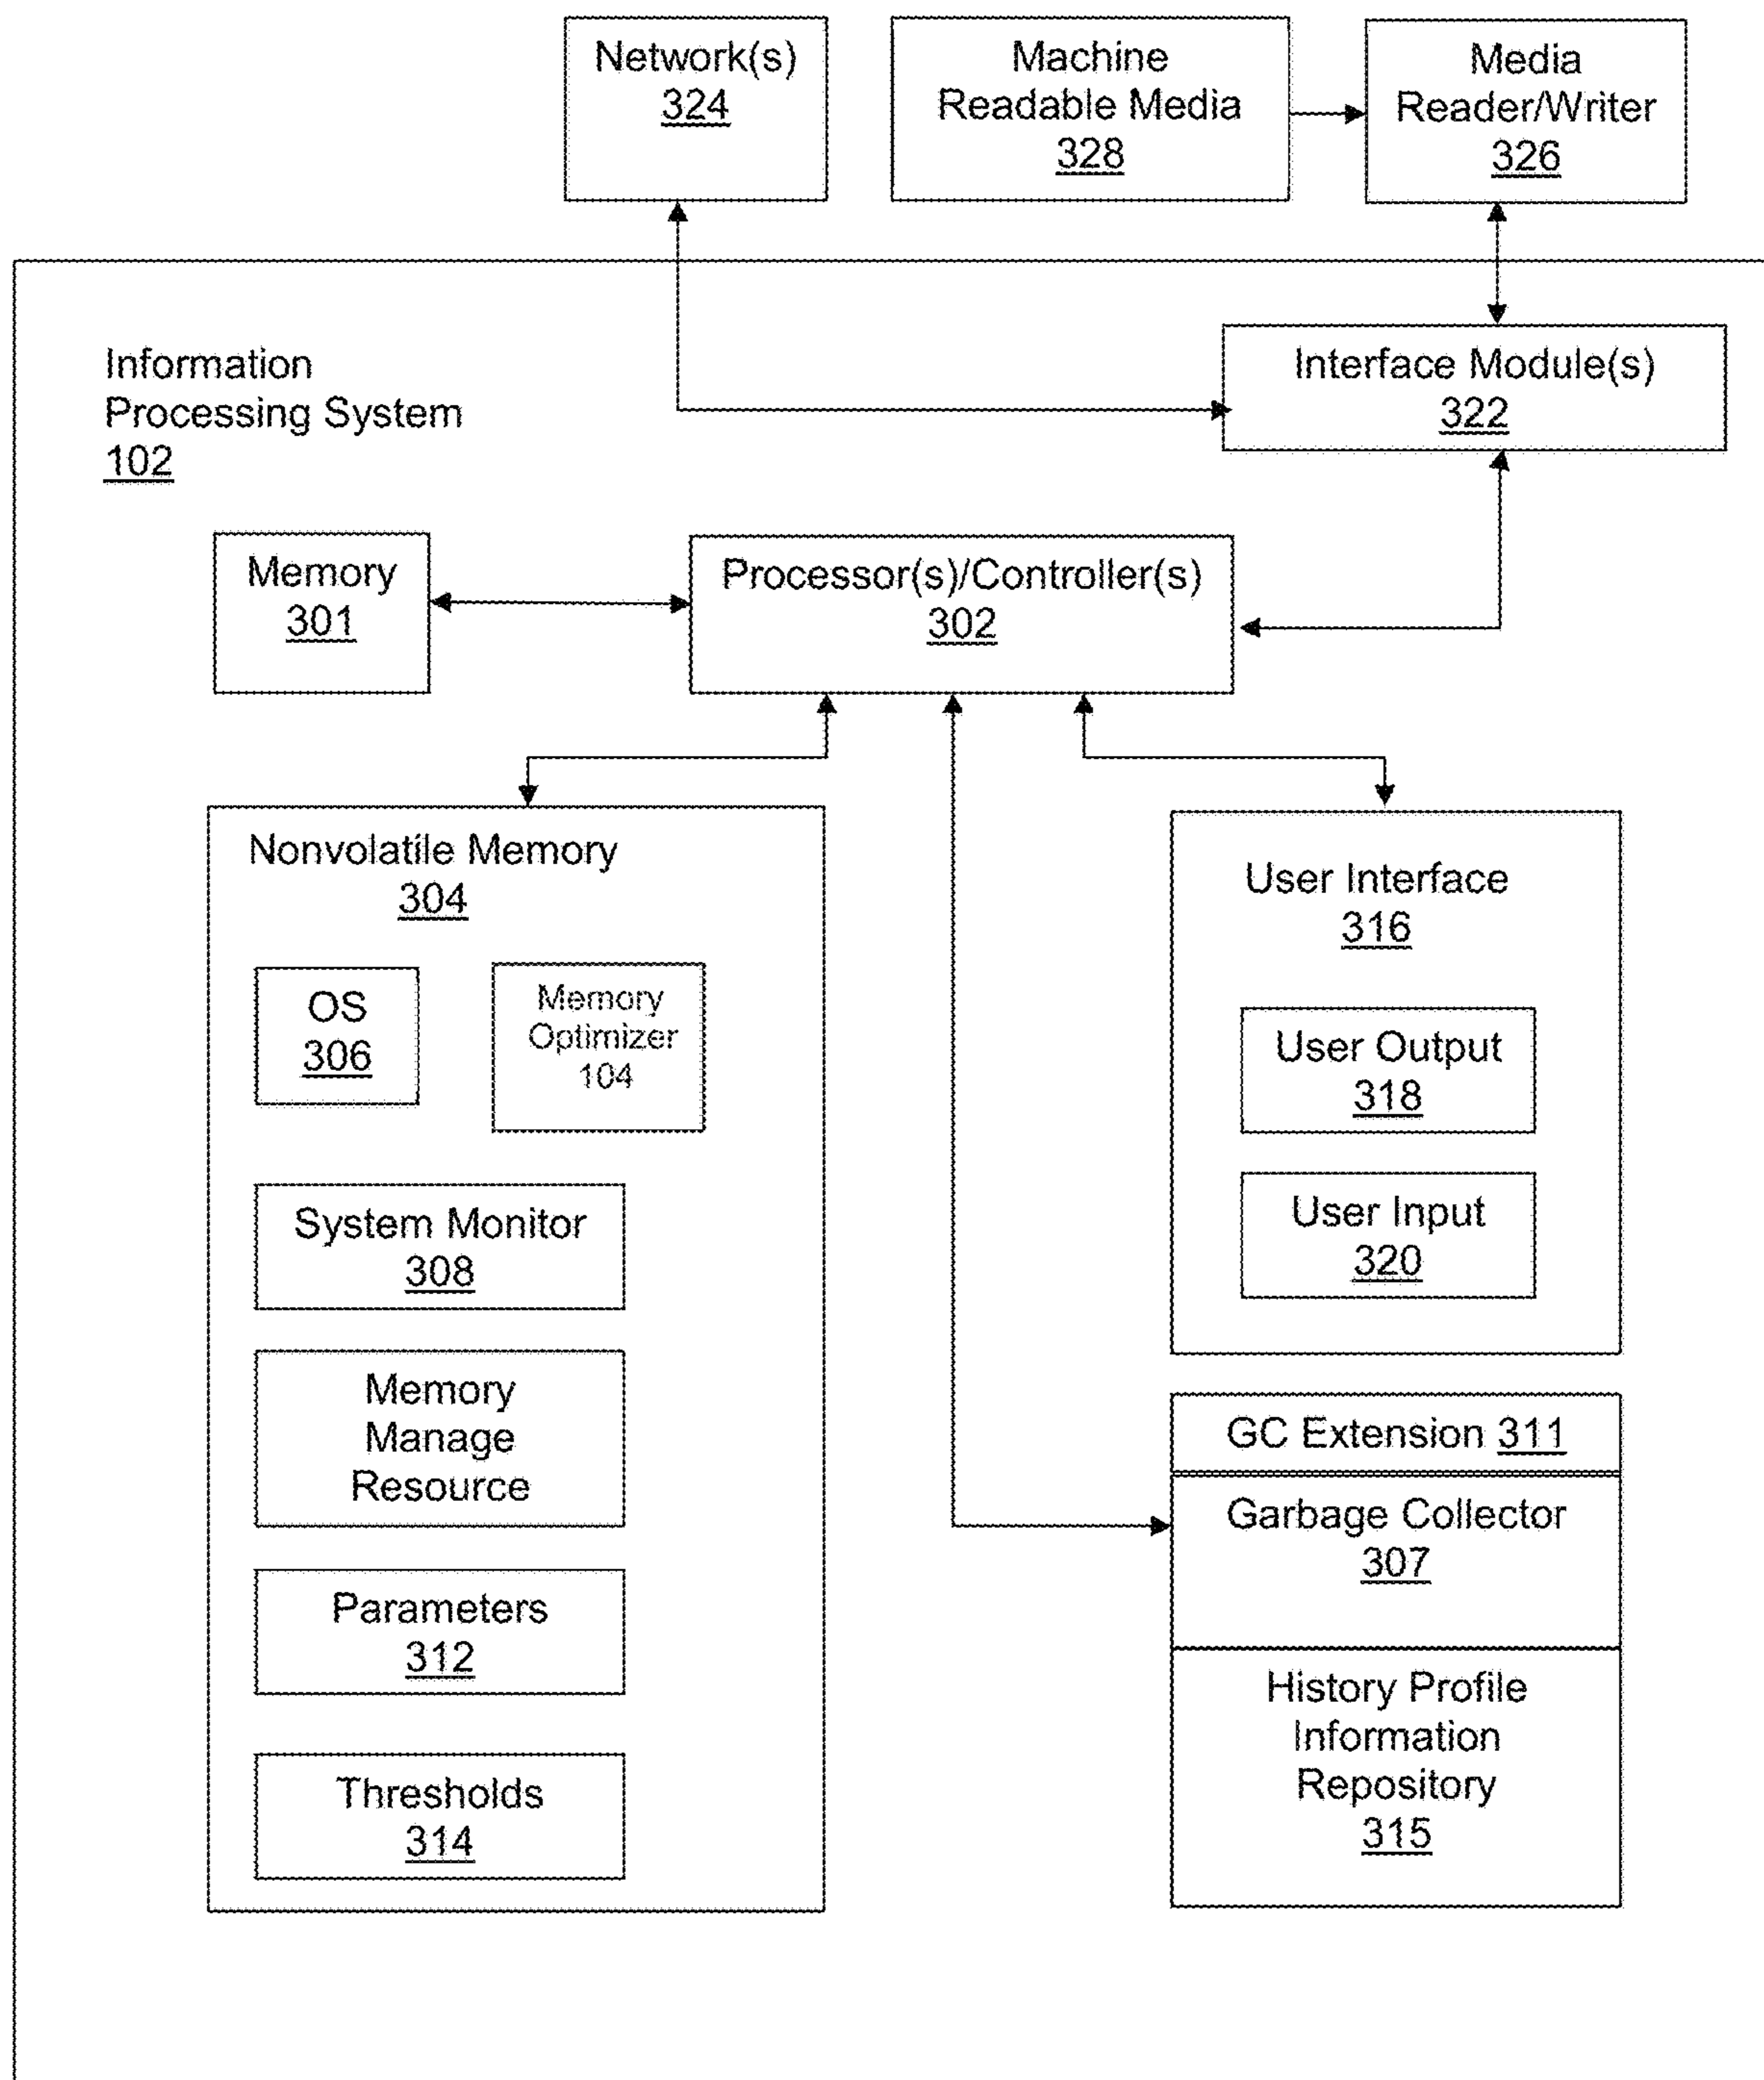 Network(s)
324
Machine
Readable Media
328
Media
Reader/Writer
326
Information
Processing System
102
Interface Module(s)
322
Memory
301
Processor(s)/Controller(s)
302
Nonvolatile Memory
304
OS
306
Memory
Optimizer
104
System Monitor
308
Memory
Manage
Resource
Parameters
312
Thresholds
314
User Interface
316
User Output
318
User Input
320
GC Extension 311
Garbage Collector
307
History Profile
Information
Repository
315